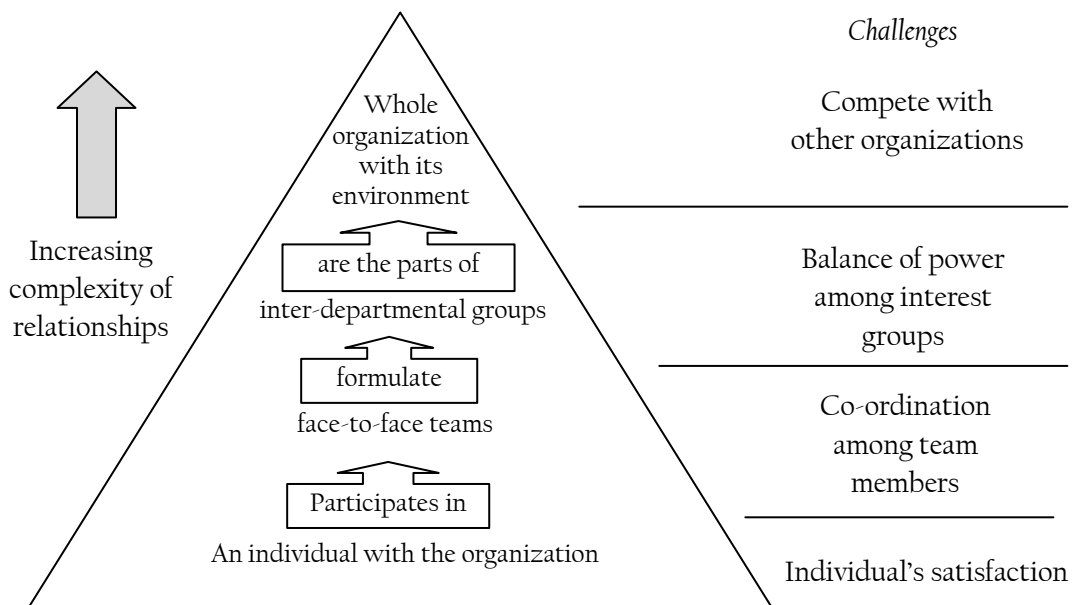 Challenges
Whole
organization
with its
environment
Compete with
other organizations
Increasing
complexity of
relationships
are the parts of
inter-departmental groups
Balance of power
among interest
groups
formulate
face-to-face teams
Co-ordination
among team
members
Participates in
An individual with the organization
Individual's satisfaction